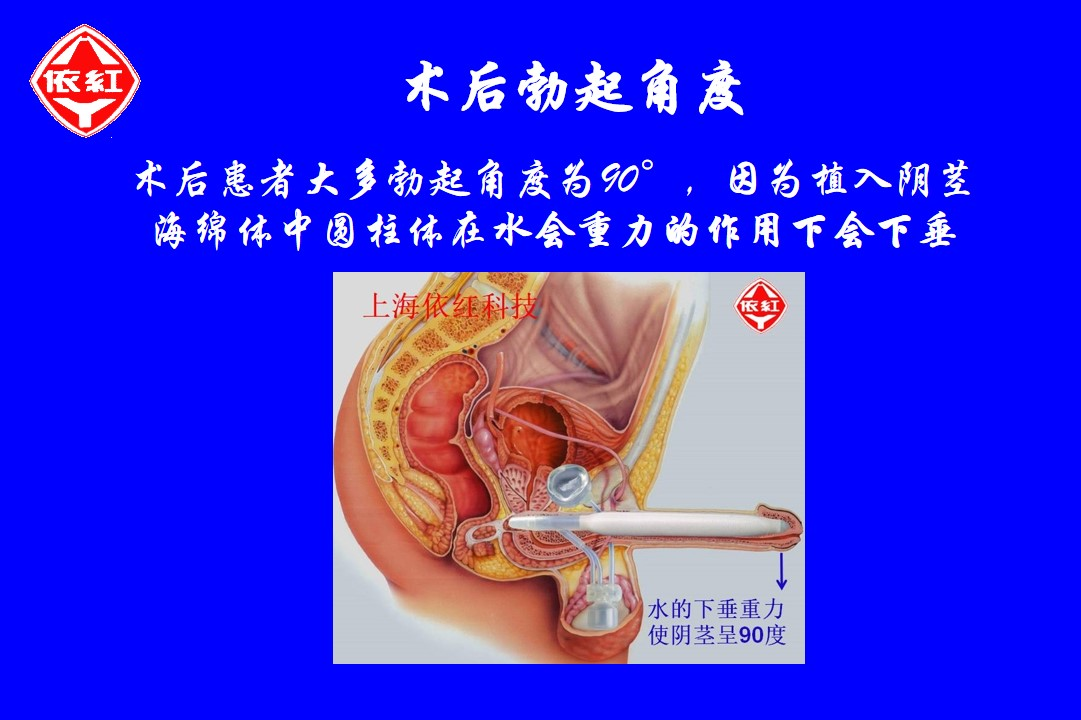 依紅
术后勃起角度
术后患者大多勃起角度为90°，因为植入阴茎
海绵体中圆柱体在水会重力的作用下会下垂
上海依红科技
依紅
水的下垂重力
使阴茎呈90度